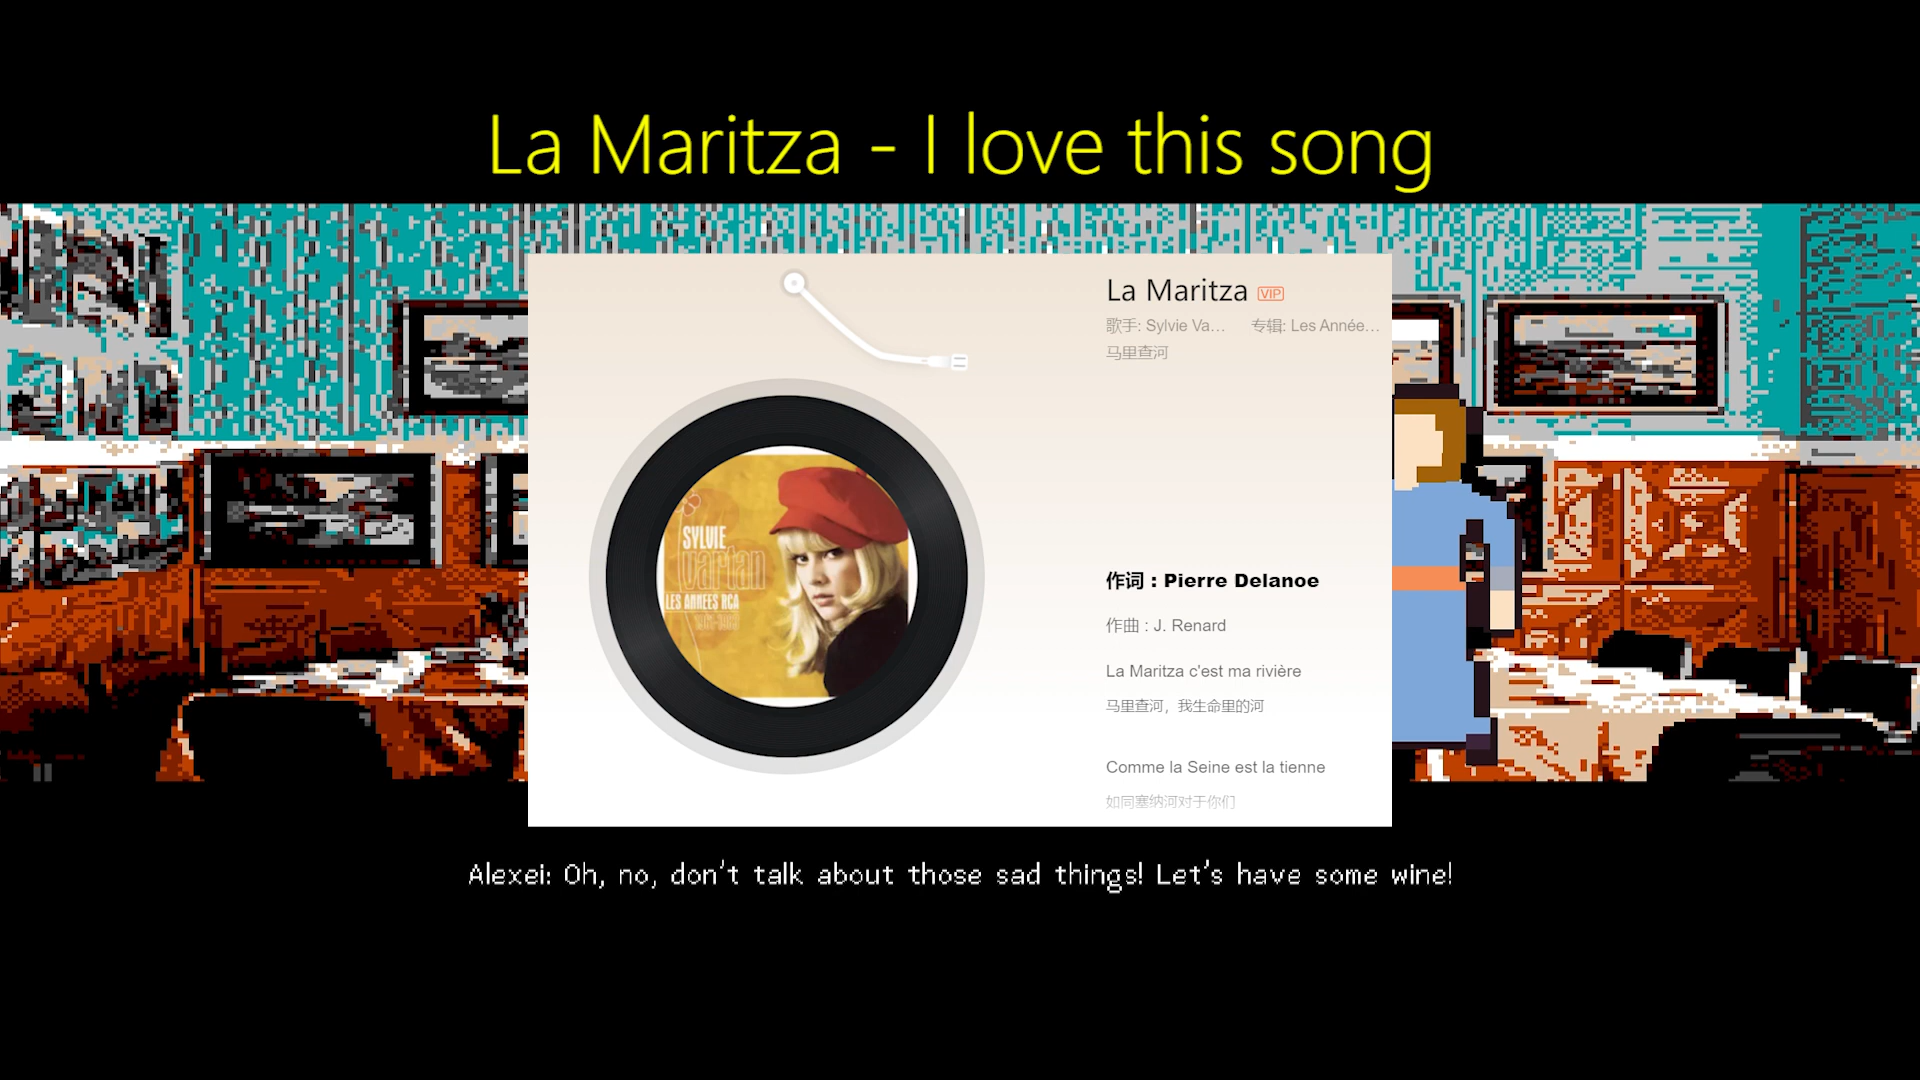 La Maritza - I love this song
La Maritza VIP
歌手: Sylvie Va... 专辑: Les Année...
马里查河
SYLVIE
vartan
LES ANNEES RCA
作词 : Pierre Delanoe
作曲 : J. Renard
La Maritza c'est ma rivière
马里查河，我生命里的河
Comme la Seine est la tienne
如同塞纳河对于你们
Alexei: Oh, no, don't talk about those sad things! Let's have some wine!